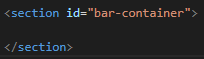 <section id="bar-container">
</section>